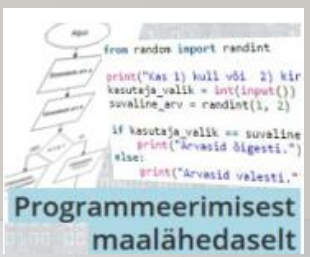 Algus
from random import randint
print("Kas 1) kull või 2) kir
kasutaja_valik = int(input())
suvaline_arv = randint(1, 2)
if kasutaja_valik == suvaline
print("Arvasid õigesti.")
else:
print("Arvasid valesti."
Programmeerimisest
maalähedaselt